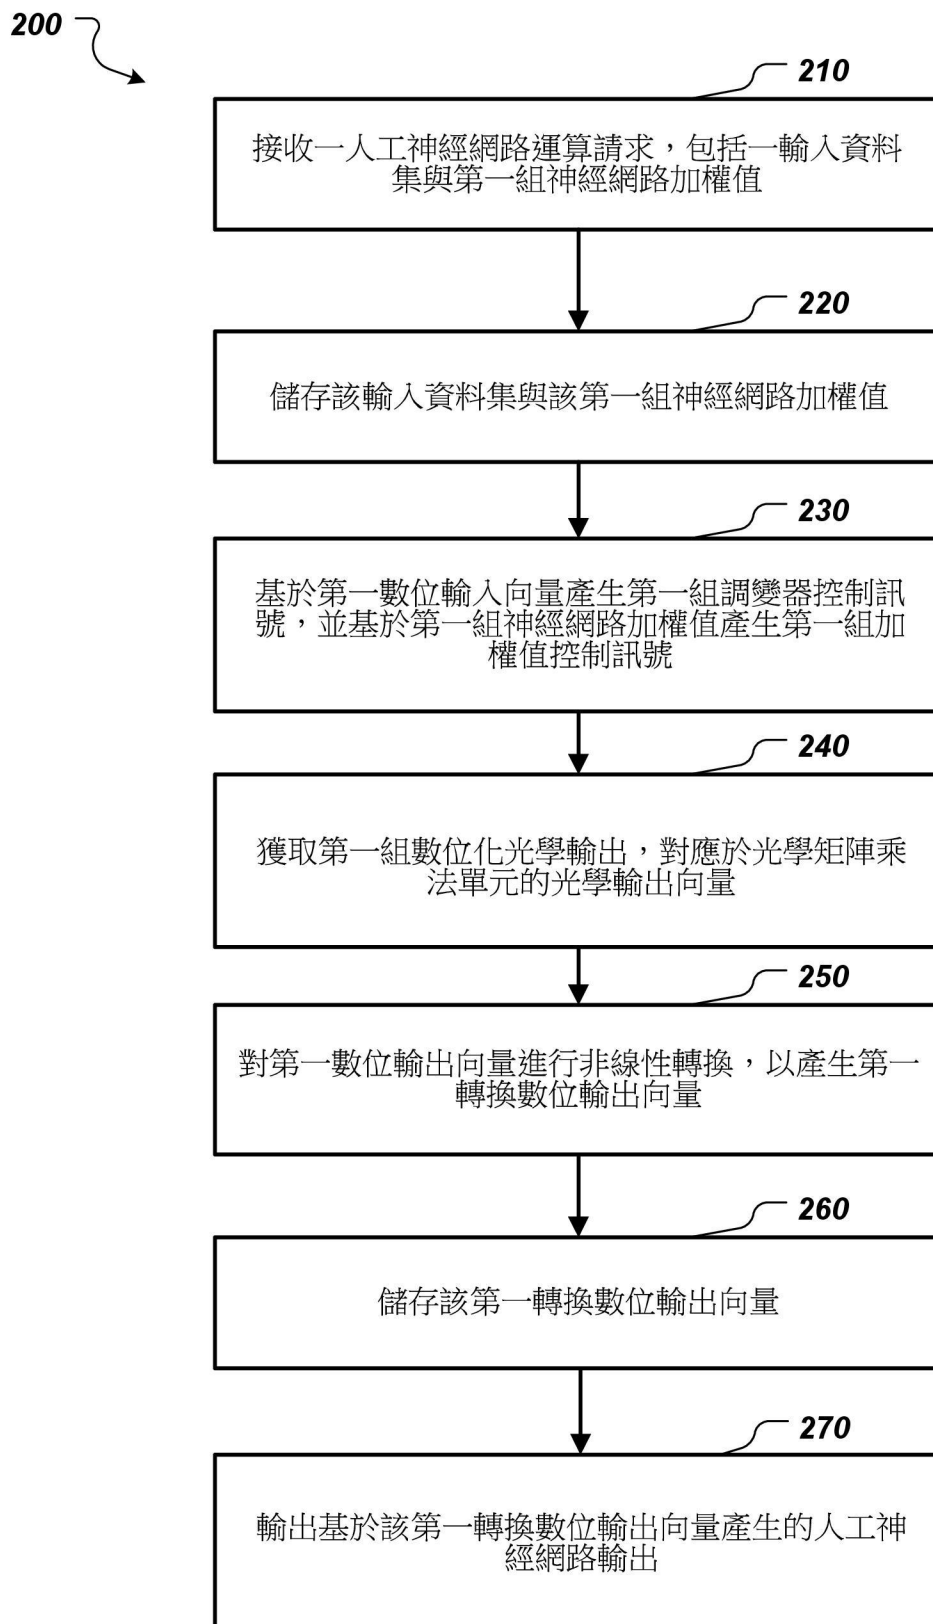 200
210
接收一人工神經網路運算請求，包括一輸入資料
集與第一組神經網路加權值
220
儲存該輸入資料集與該第一組神經網路加權值
230
基於第一數位輸入向量產生第一組調變器控制訊
號，並基於第一組神經網路加權值產生第一組加
權值控制訊號
240
獲取第一組數位化光學輸出，對應於光學矩陣乘
法單元的光學輸出向量
250
對第一數位輸出向量進行非線性轉換，以產生第一
轉換數位輸出向量
260
儲存該第一轉換數位輸出向量
270
輸出基於該第一轉換數位輸出向量產生的人工神
經網路輸出